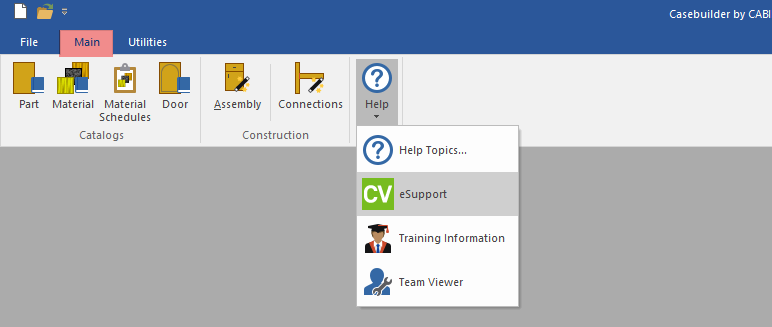 Casebuilder by CABI
File Main Utilities
Part Material Material Schedules Door Assembly Connections Help
Catalogs Construction
Help Topics...
CV eSupport
Training Information
Team Viewer